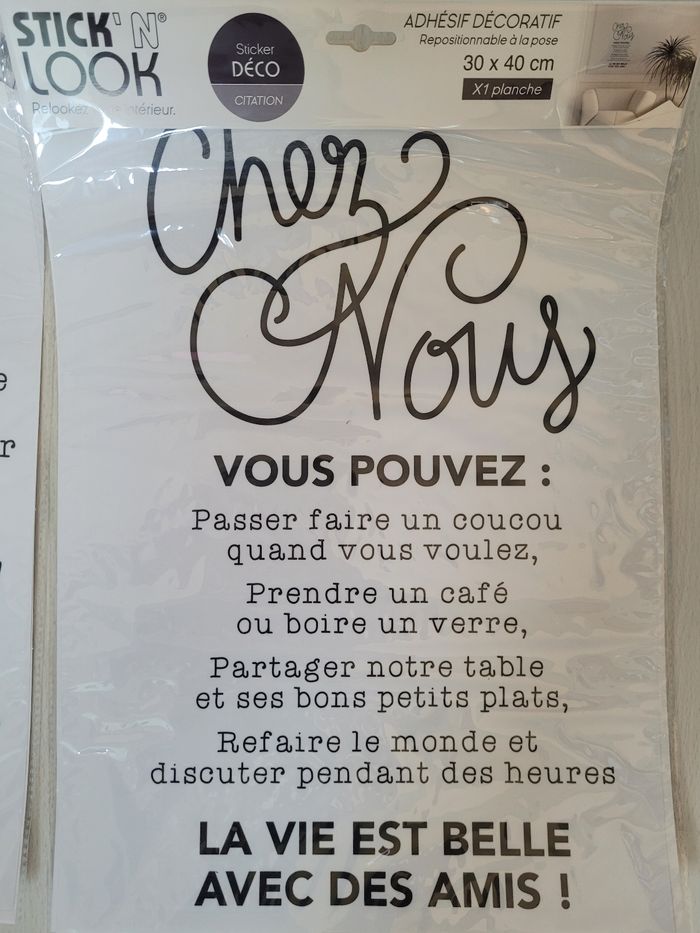 STICK'N®
LOOK
Relookez intérieur.
Sticker
DÉCO
CITATION
ADHÉSIF DÉCORATIF
Repositionnable à la pose
30 x 40 cm
X1 planche
Chez
Nous
VOUS POUVEZ :
Passer faire un coucou
quand vous voulez,
Prendre un café
ou boire un verre,
Partager notre table
et ses bons petits plats,
Refaire le monde et
discuter pendant des heures
LA VIE EST BELLE
AVEC DES AMIS !